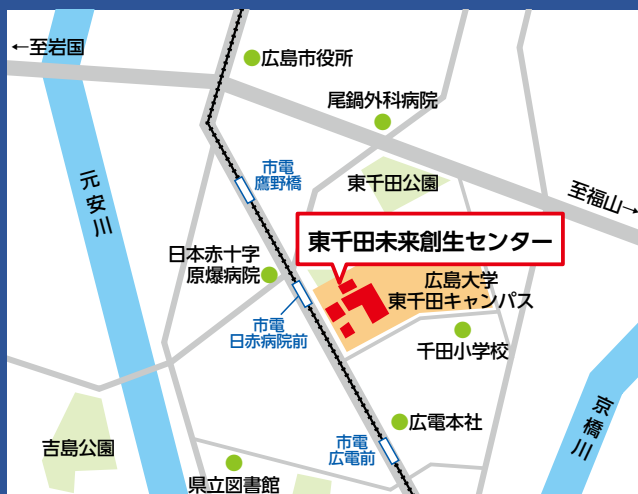 ←至岩国
広島市役所
尾鍋外科病院
市電
鷹野橋
東千田公園
至福山→
元安川
東千田未来創生センター
日本赤十字
原爆病院
広島大学
東千田キャンパス
市電
日赤病院前
千田小学校
広電本社
京橋川
吉島公園
市電
広電前
県立図書館